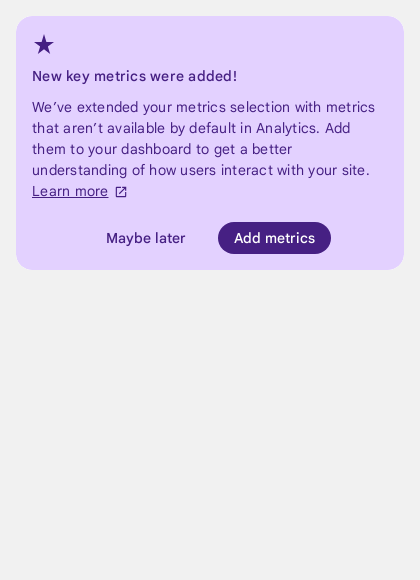 New key metrics were added!
We’ve extended your metrics selection with metrics
that aren’t available by default in Analytics. Add
them to your dashboard to get a better
understanding of how users interact with your site.
Learn more
Maybe later
Add metrics